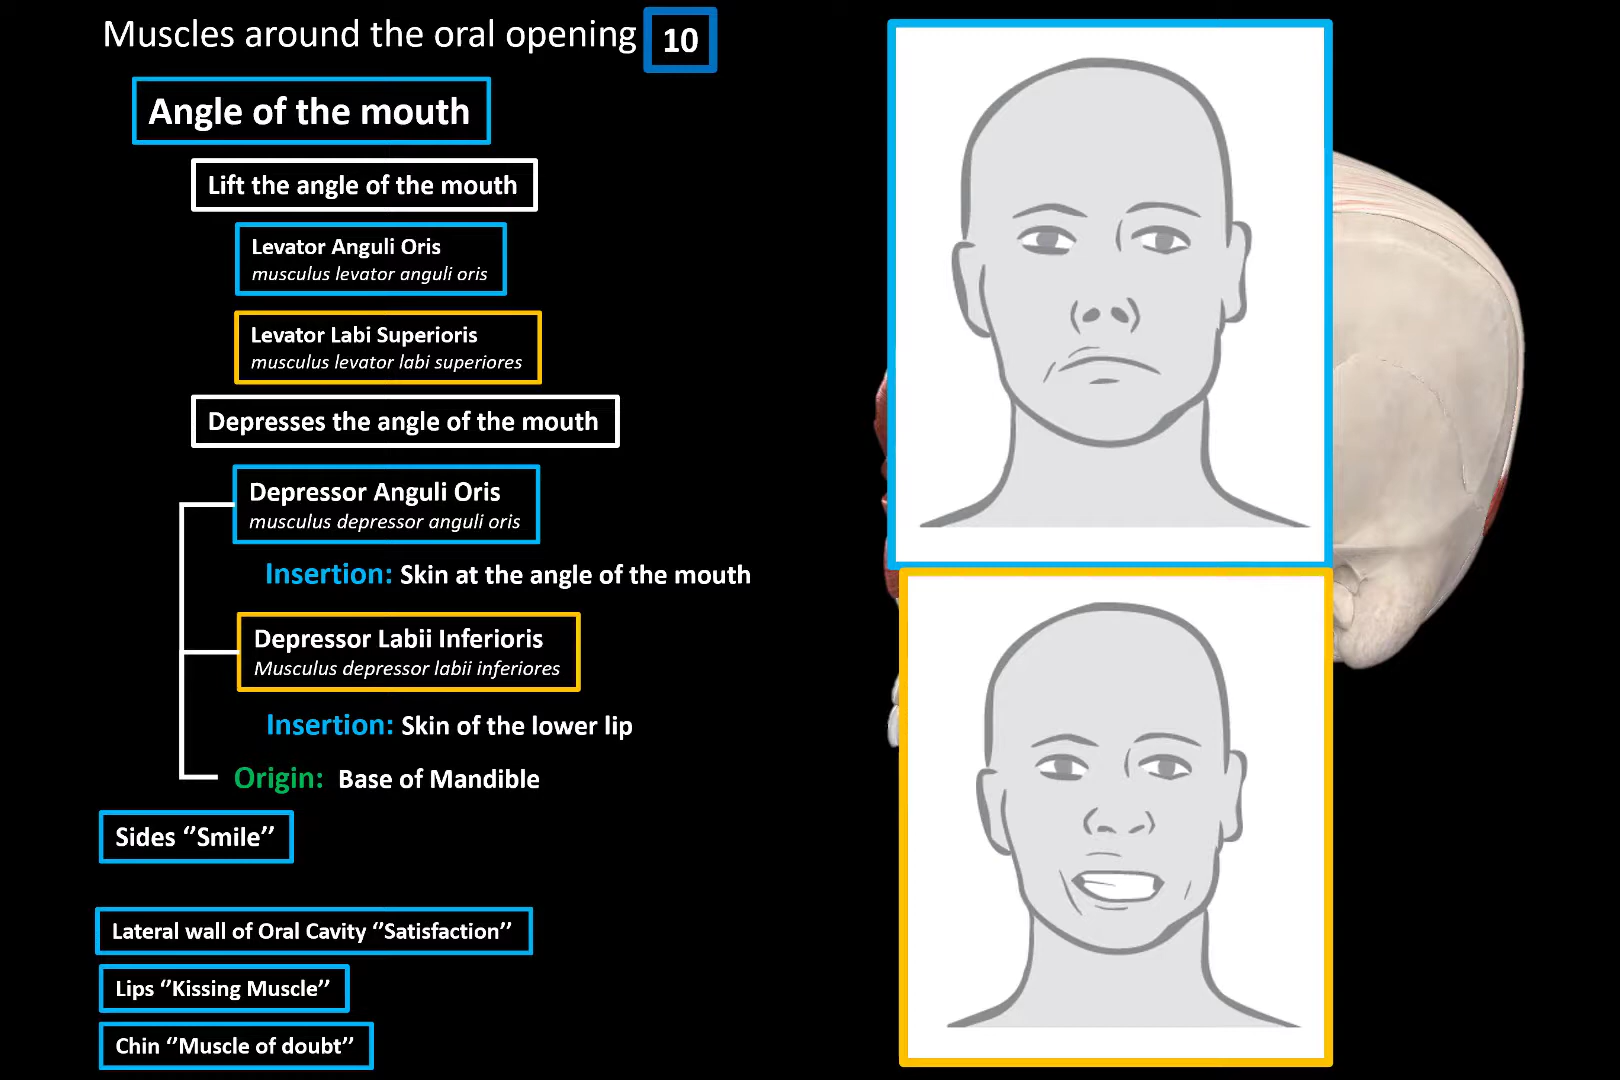 Muscles around the oral opening 10
Angle of the mouth
Lift the angle of the mouth
Levator Anguli Oris
musculus levator anguli oris
Levator Labi Superioris
musculus levator labi superiores
Depresses the angle of the mouth
Depressor Anguli Oris
musculus depressor anguli oris
Insertion: Skin at the angle of the mouth
Depressor Labii Inferioris
Musculus depressor labii inferiores
Insertion: Skin of the lower lip
Origin: Base of Mandible
Sides ‘‘Smile’’
Lateral wall of Oral Cavity ‘‘Satisfaction’’
Lips ‘‘Kissing Muscle’’
Chin ‘‘Muscle of doubt’’